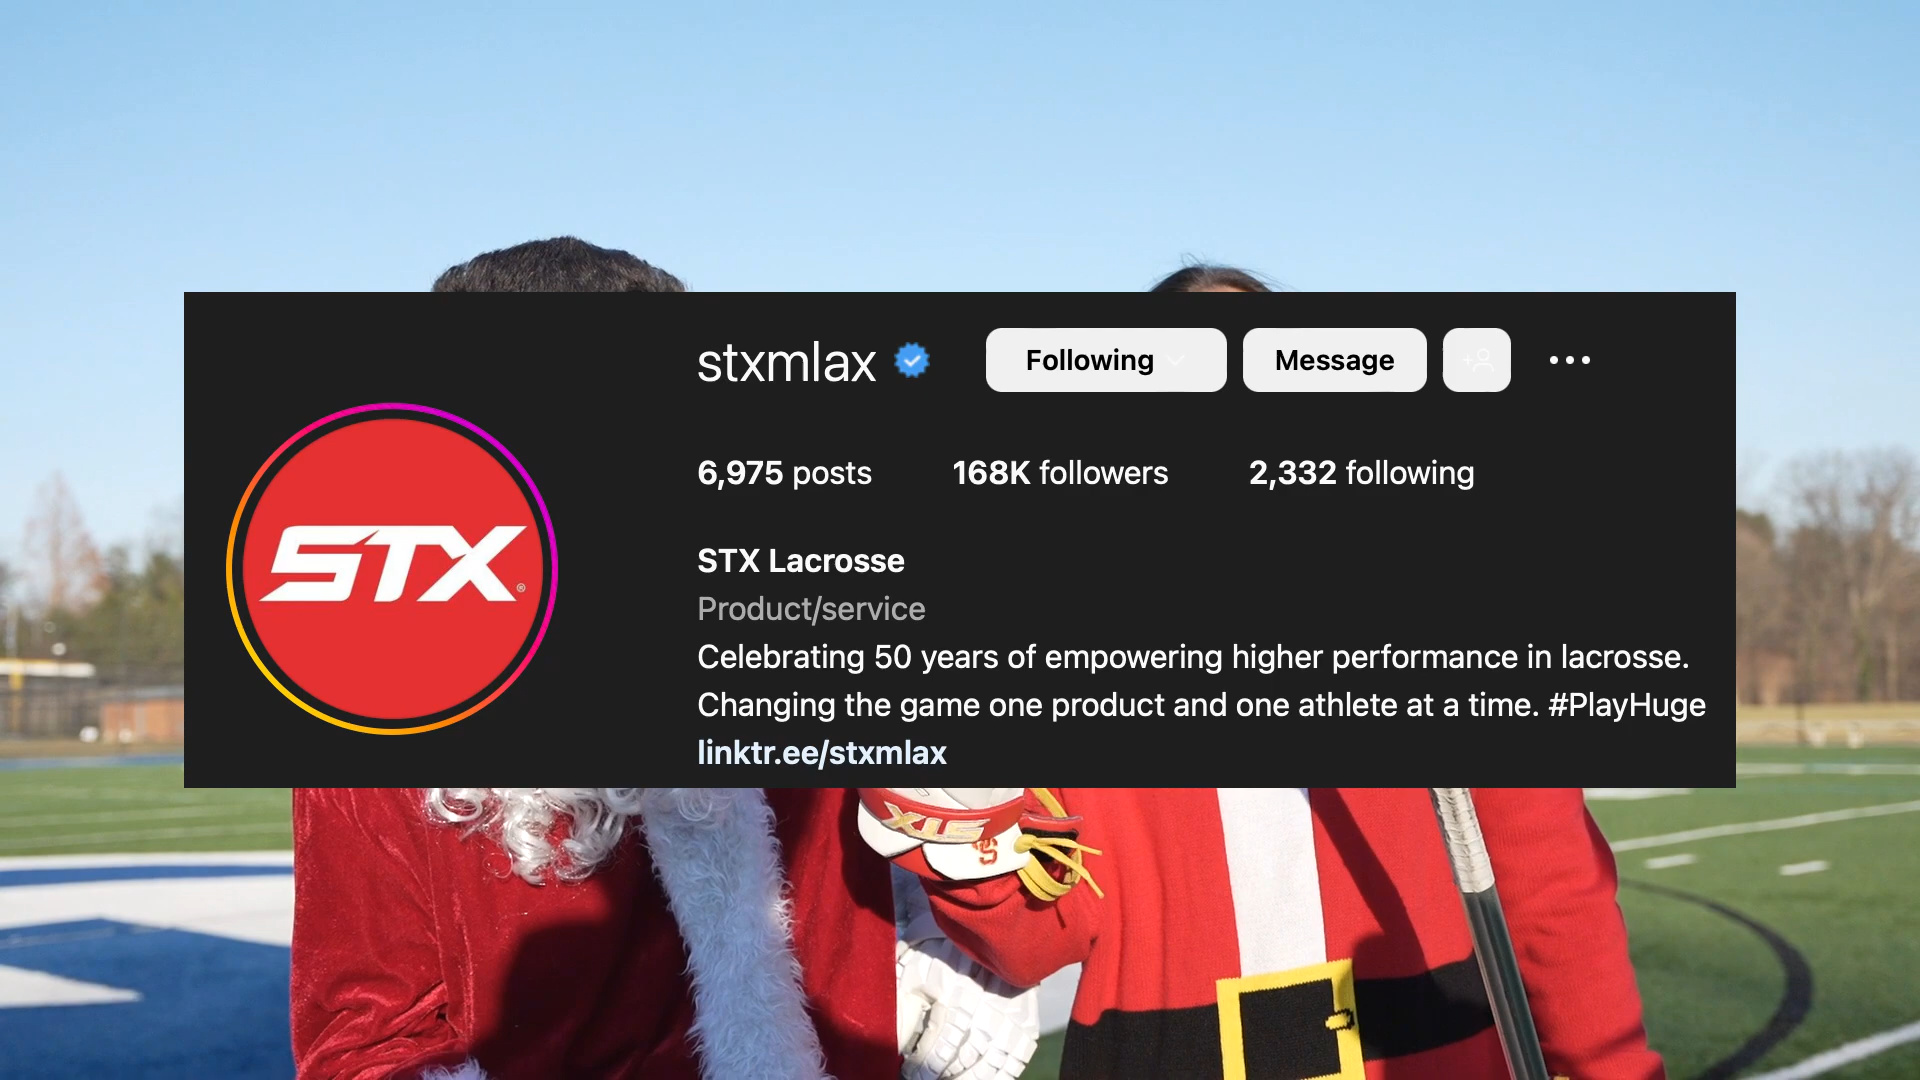 stxmlax
Following
Message
6,975 posts 168K followers 2,332 following
STX®
STX Lacrosse
Product/service
Celebrating 50 years of empowering higher performance in lacrosse.
Changing the game one product and one athlete at a time. #PlayHuge
linktr.ee/stxmlax
STX
SC